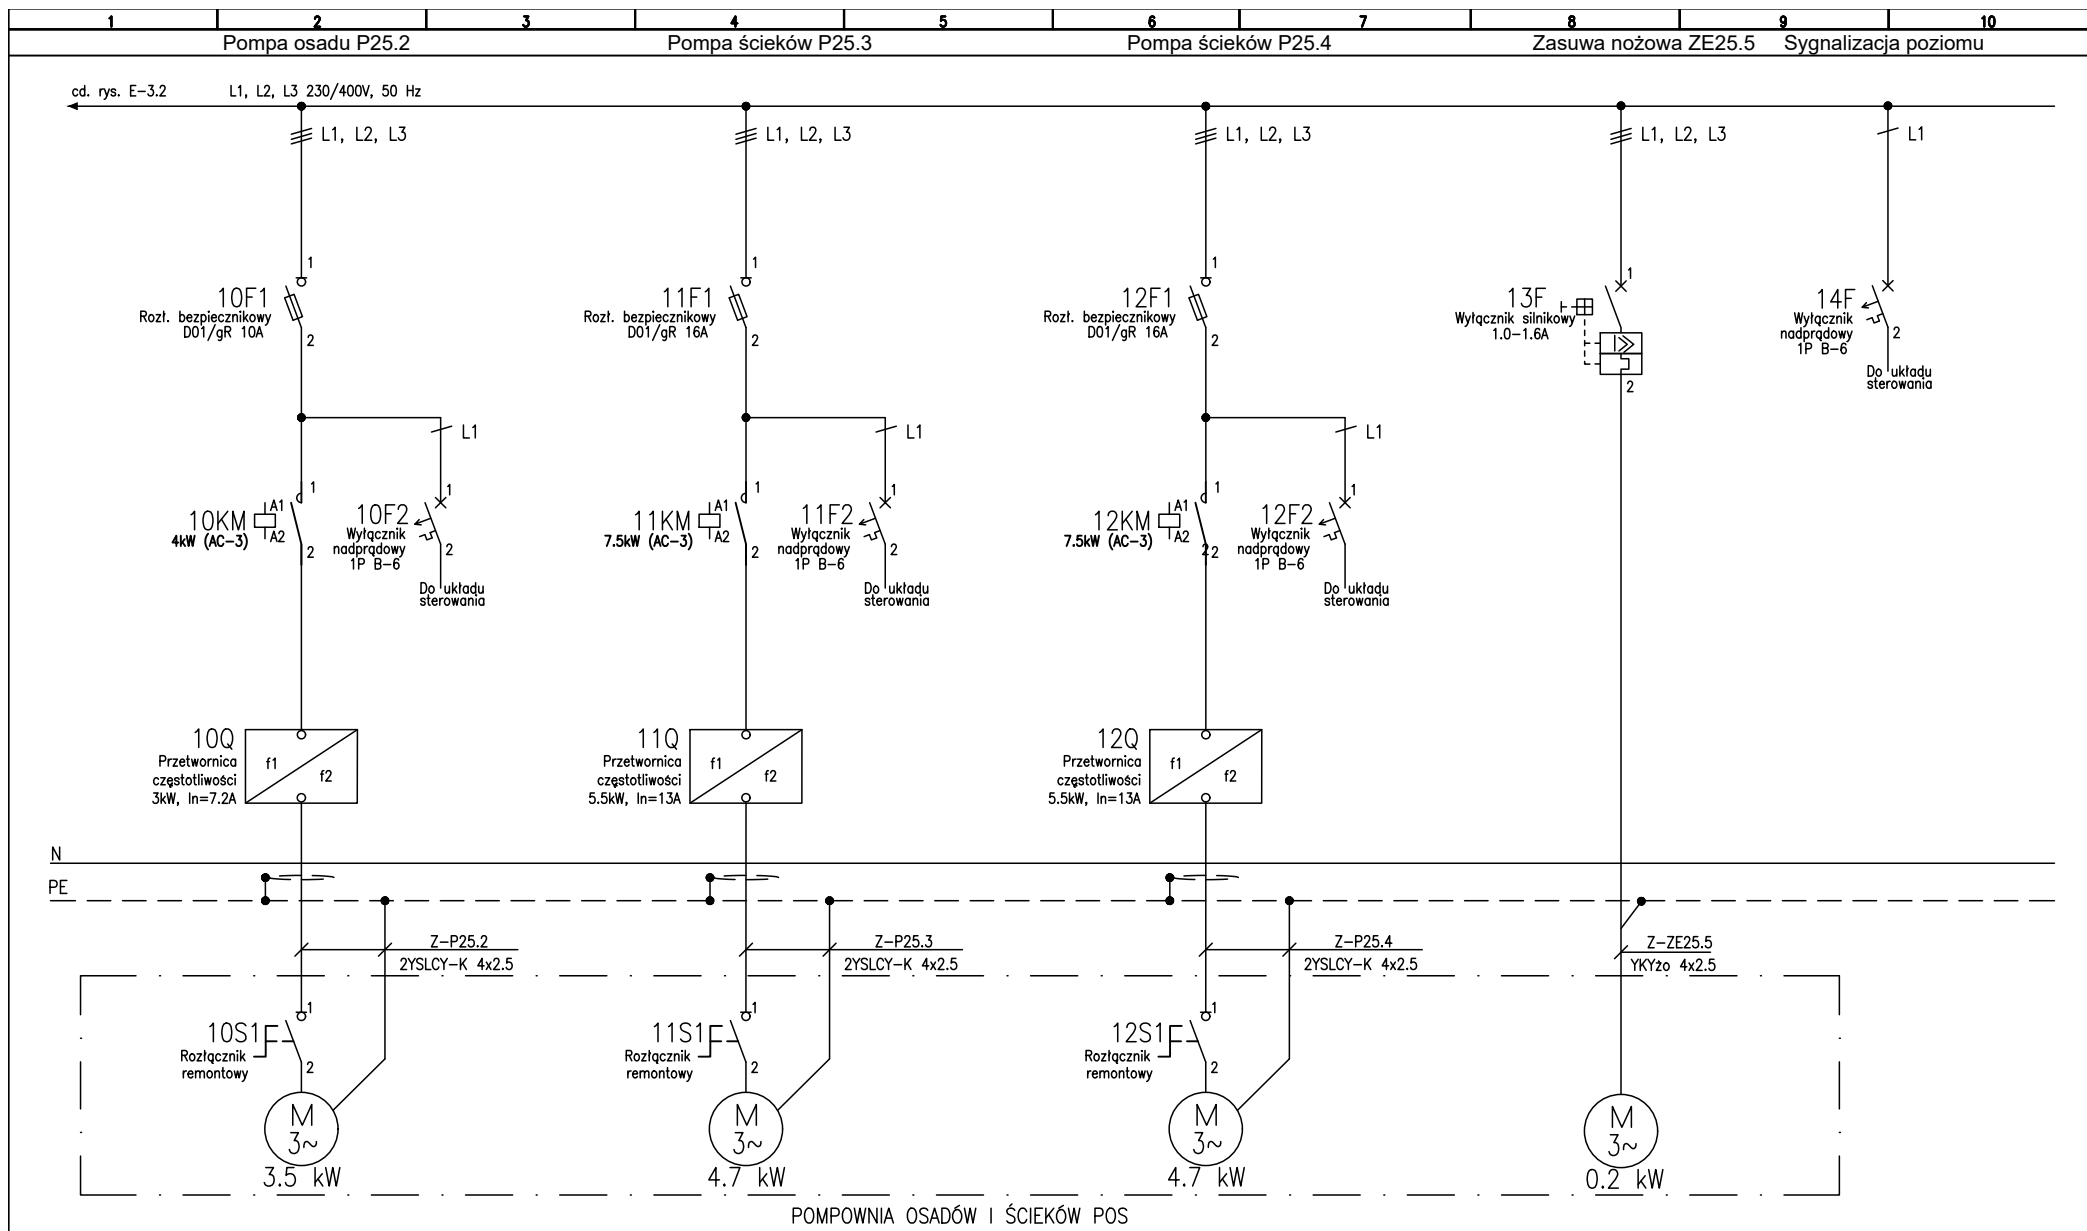 1 2 3 4 5 6 7 8 9 10
Pompa osadu P25.2 Pompa ścieków P25.3 Pompa ścieków P25.4 Zasuwa nożowa ZE25.5 Sygnalizacja poziomu
cd. rys. E-3.2 L1, L2, L3 230/400V, 50 Hz
L1, L2, L3 L1, L2, L3 L1, L2, L3 L1, L2, L3 L1
1
10F1
Rozł. bezpiecznikowy
D01/gR 10A
2
1
11F1
Rozł. bezpiecznikowy
D01/gR 16A
2
1
12F1
Rozł. bezpiecznikowy
D01/gR 16A
2
1
13F
Wyłącznik silnikowy
1.0-1.6A
I>
2
14F
Wyłącznik
nadprądowy
1P B-6
1
2
Do układu
sterowania
L1 L1 L1
10KM
4kW (AC-3)
A1
A2
1
2
10F2
Wyłącznik
nadprądowy
1P B-6
1
2
Do układu
sterowania
11KM
7.5kW (AC-3)
A1
A2
1
2
11F2
Wyłącznik
nadprądowy
1P B-6
1
2
Do układu
sterowania
12KM
7.5kW (AC-3)
A1
A2
1
2 2
12F2
Wyłącznik
nadprądowy
1P B-6
1
2
Do układu
sterowania
10Q
Przetwornica
częstotliwości
3kW, In=7.2A
f1
f2
11Q
Przetwornica
częstotliwości
5.5kW, In=13A
f1
f2
12Q
Przetwornica
częstotliwości
5.5kW, In=13A
f1
f2
N
PE
Z-P25.2
2YSLCY-K 4x2.5
Z-P25.3
2YSLCY-K 4x2.5
Z-P25.4
2YSLCY-K 4x2.5
Z-ZE25.5
YKYżo 4x2.5
10S1
Rozłącznik
remontowy
1
2
11S1
Rozłącznik
remontowy
1
2
12S1
Rozłącznik
remontowy
1
2
M
3~
3.5 kW
M
3~
4.7 kW
M
3~
4.7 kW
M
3~
0.2 kW
POMPOWNIA OSADÓW I ŚCIEKÓW POS